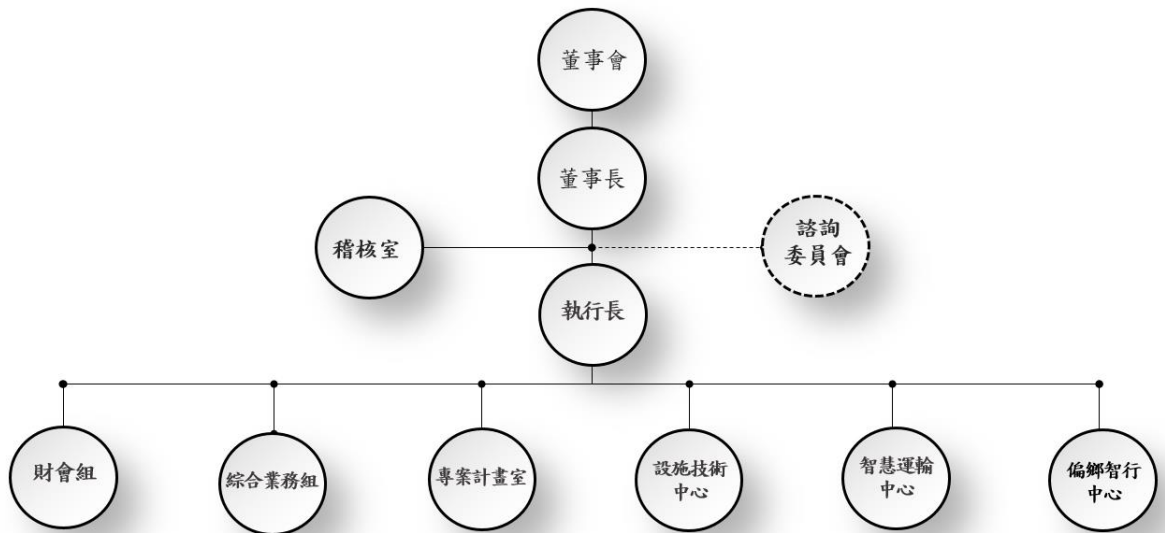 董事會
董事長
稽核室
諮詢
委員會
執行長
財會組
綜合業務組
專案計畫室
設施技術
中心
智慧運輸
中心
偏鄉智行
中心